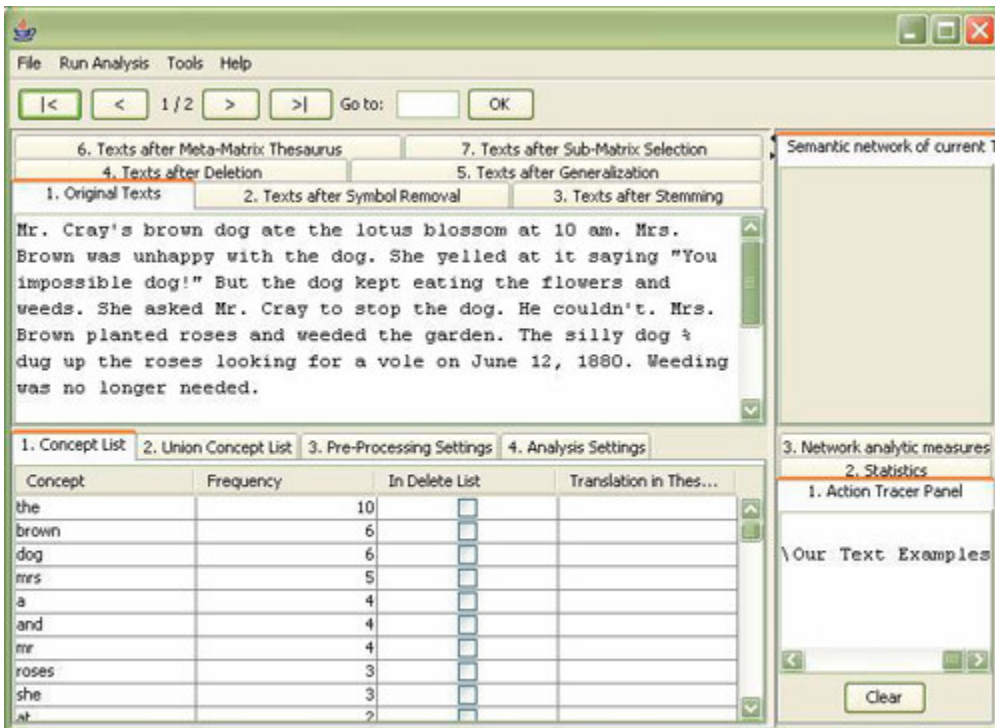 File Run Analysis Tools Help
|< < 1 / 2 > >| Go to: OK
6. Texts after Meta-Matrix Thesaurus 7. Texts after Sub-Matrix Selection
4. Texts after Deletion 5. Texts after Generalization
1. Original Texts 2. Texts after Symbol Removal 3. Texts after Stemming
Mr. Cray's brown dog ate the lotus blossom at 10 am. Mrs.
Brown was unhappy with the dog. She yelled at it saying "You
impossible dog!" But the dog kept eating the flowers and
weeds. She asked Mr. Cray to stop the dog. He couldn't. Mrs.
Brown planted roses and weeded the garden. The silly dog %
dug up the roses looking for a vole on June 12, 1880. Weeding
was no longer needed.
Semantic network of current T
1. Concept List 2. Union Concept List 3. Pre-Processing Settings 4. Analysis Settings
Concept Frequency In Delete List Translation in Thes...
the 10
brown 6
dog 6
mrs 5
a 4
and 4
mr 4
roses 3
she 3
at 2
3. Network analytic measures
2. Statistics
1. Action Tracer Panel
\Our Text Examples
Clear